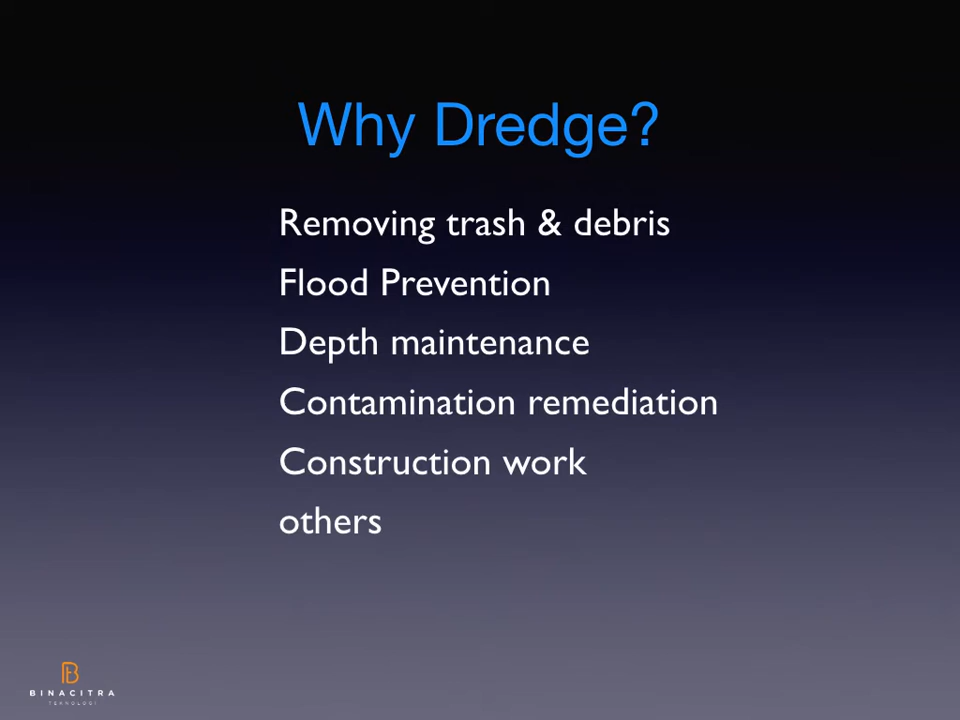 Why Dredge?
Removing trash & debris
Flood Prevention
Depth maintenance
Contamination remediation
Construction work
others
BINACITRA
TEKNOLOGI